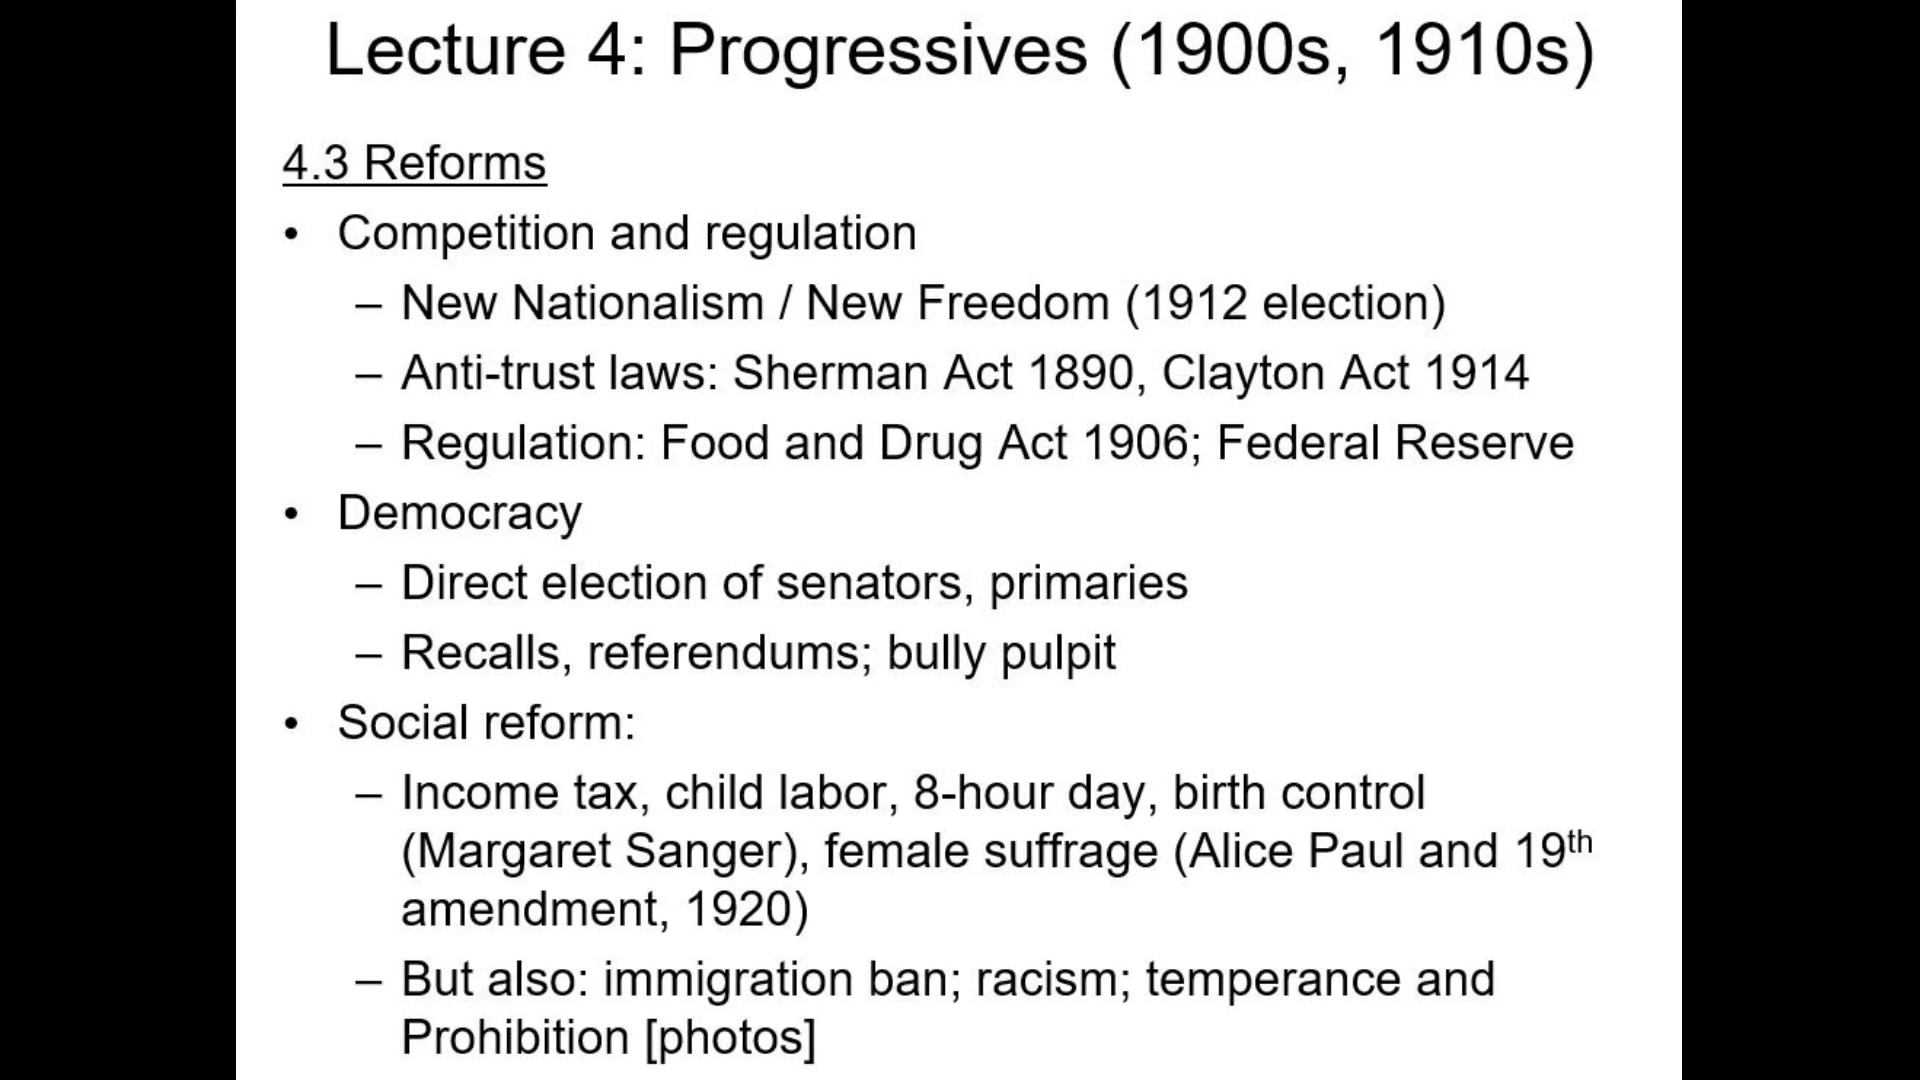 Lecture 4: Progressives (1900s, 1910s)
4.3 Reforms
• Competition and regulation
– New Nationalism / New Freedom (1912 election)
– Anti-trust laws: Sherman Act 1890, Clayton Act 1914
– Regulation: Food and Drug Act 1906; Federal Reserve
• Democracy
– Direct election of senators, primaries
– Recalls, referendums; bully pulpit
• Social reform:
– Income tax, child labor, 8-hour day, birth control
(Margaret Sanger), female suffrage (Alice Paul and 19th
amendment, 1920)
– But also: immigration ban; racism; temperance and
Prohibition [photos]